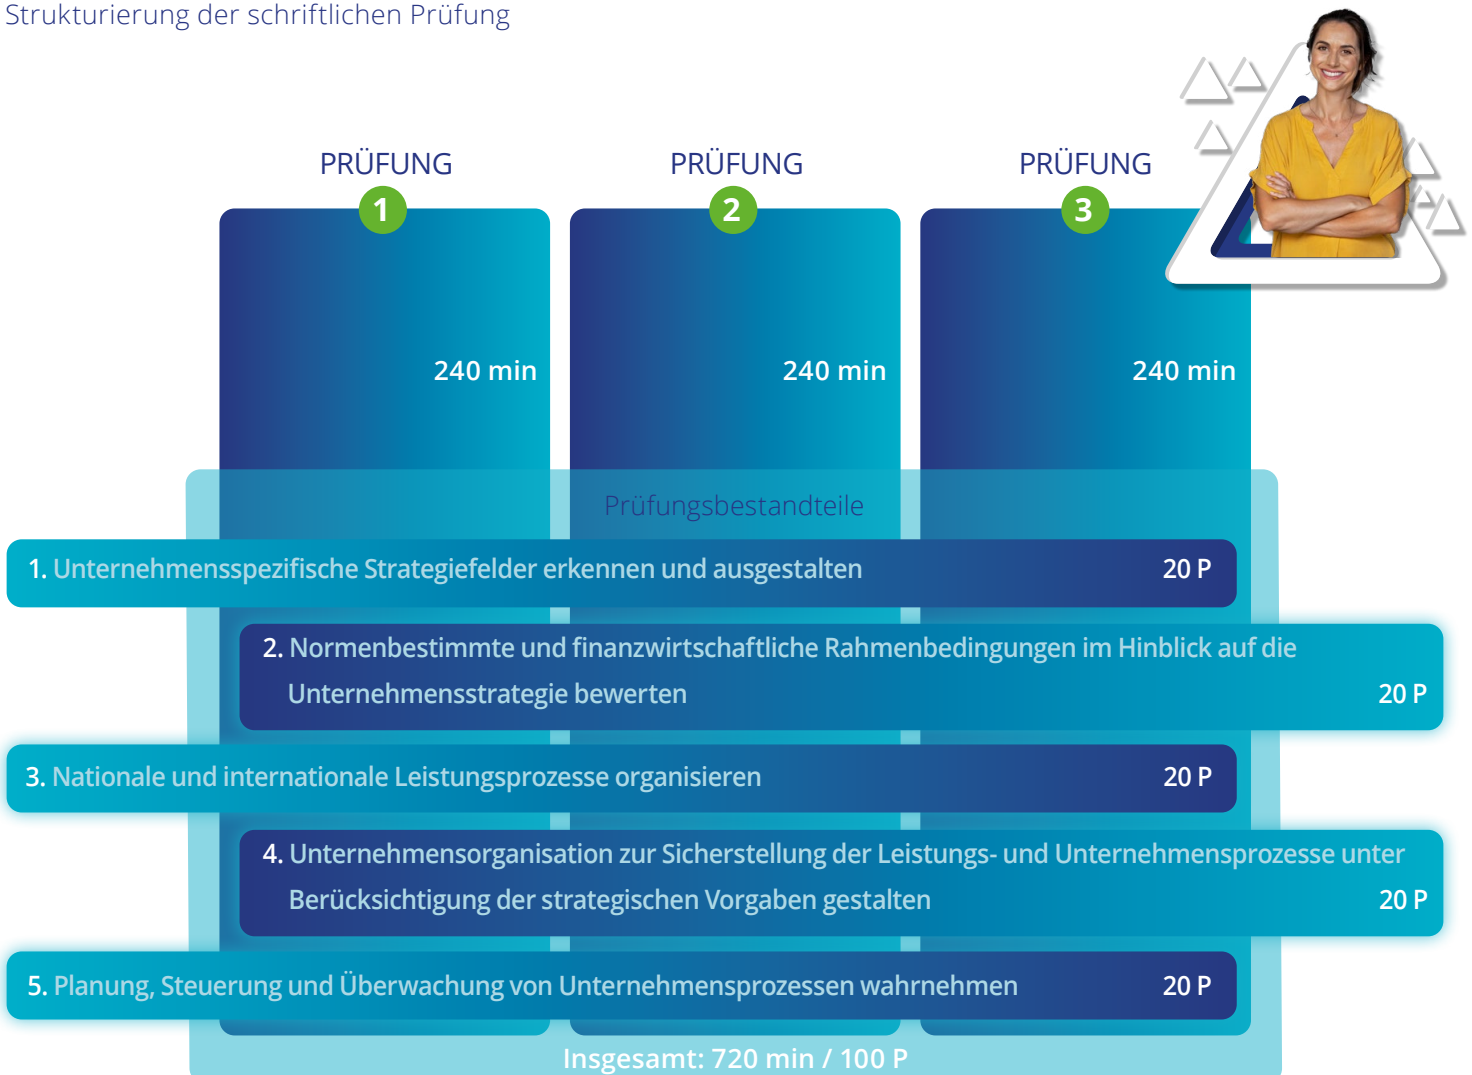 Strukturierung der schriftlichen Prüfung
PRÜFUNG
1
PRÜFUNG
2
PRÜFUNG
3
240 min
240 min
240 min
Prüfungsbestandteile
1. Unternehmensspezifische Strategiefelder erkennen und ausgestalten 20 P
2. Normenbestimmte und finanzwirtschaftliche Rahmenbedingungen im Hinblick auf die
Unternehmensstrategie bewerten 20 P
3. Nationale und internationale Leistungsprozesse organisieren 20 P
4. Unternehmensorganisation zur Sicherstellung der Leistungs- und Unternehmensprozesse unter
Berücksichtigung der strategischen Vorgaben gestalten 20 P
5. Planung, Steuerung und Überwachung von Unternehmensprozessen wahrnehmen 20 P
Insgesamt: 720 min / 100 P